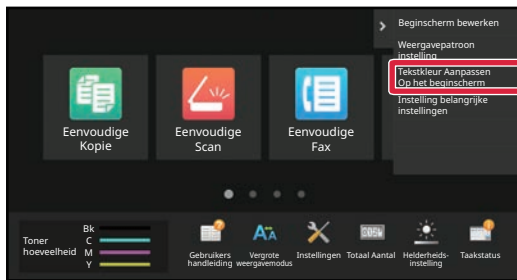 Beginscherm bewerken
Weergavepatroon
instelling
Tekstkleur Aanpassen
Op het beginscherm
Instelling belangrijke
instellingen
Eenvoudige
Kopie
Eenvoudige
Scan
Eenvoudige
Fax
Toner
hoeveelheid
Bk
C
M
Y
Gebruikers
handleiding
Vergrote
weergavemodus
Instellingen
Totaal Aantal
Helderheids-
instelling
Taakstatus